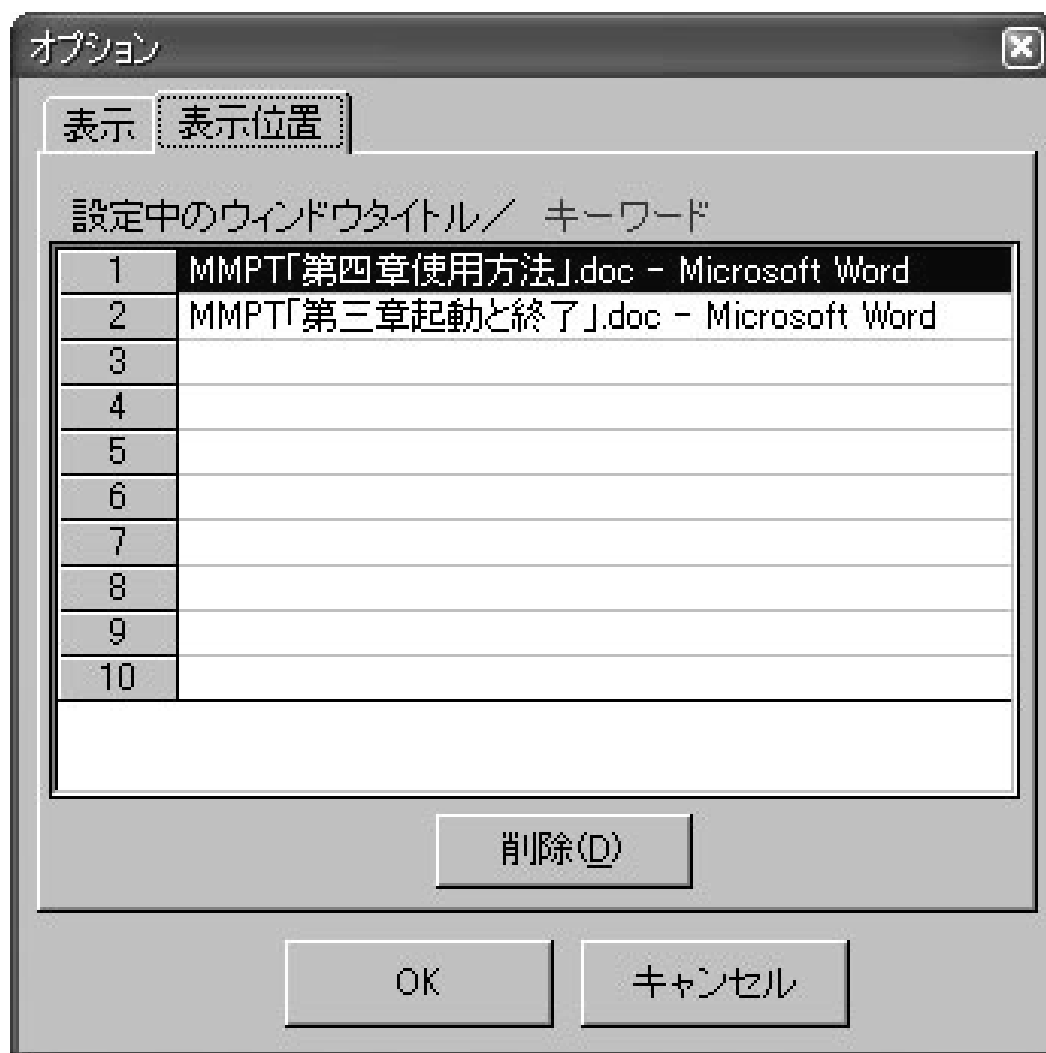 オプション
表示 表示位置
設定中のウィンドウタイトル／ キーワード
1 MMPT「第四章使用方法」.doc - Microsoft Word
2 MMPT「第三章起動と終了」.doc - Microsoft Word
3
4
5
6
7
8
9
10
削除(D)
OK キャンセル